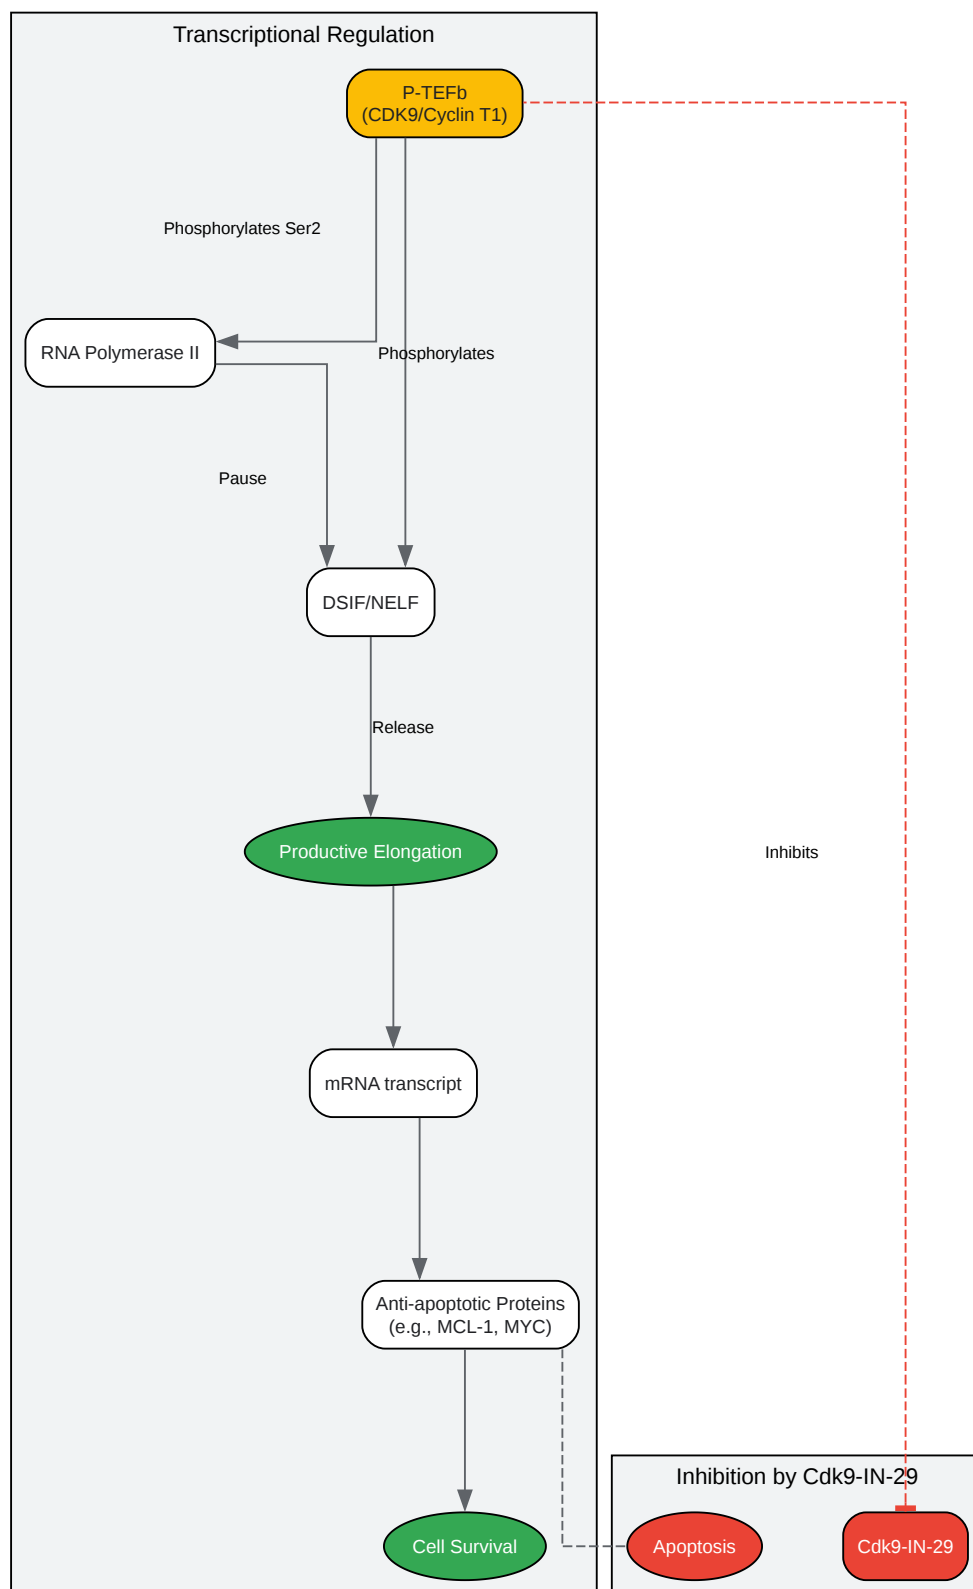 Transcriptional Regulation
P-TEFb
(CDK9/Cyclin T1)
Phosphorylates Ser2
RNA Polymerase II
Phosphorylates
Pause
DSIF/NELF
Release
Productive Elongation
Inhibits
mRNA transcript
Anti-apoptotic Proteins
(e.g., MCL-1, MYC)
Inhibition by Cdk9-IN-29
Cell Survival
Apoptosis
Cdk9-IN-29